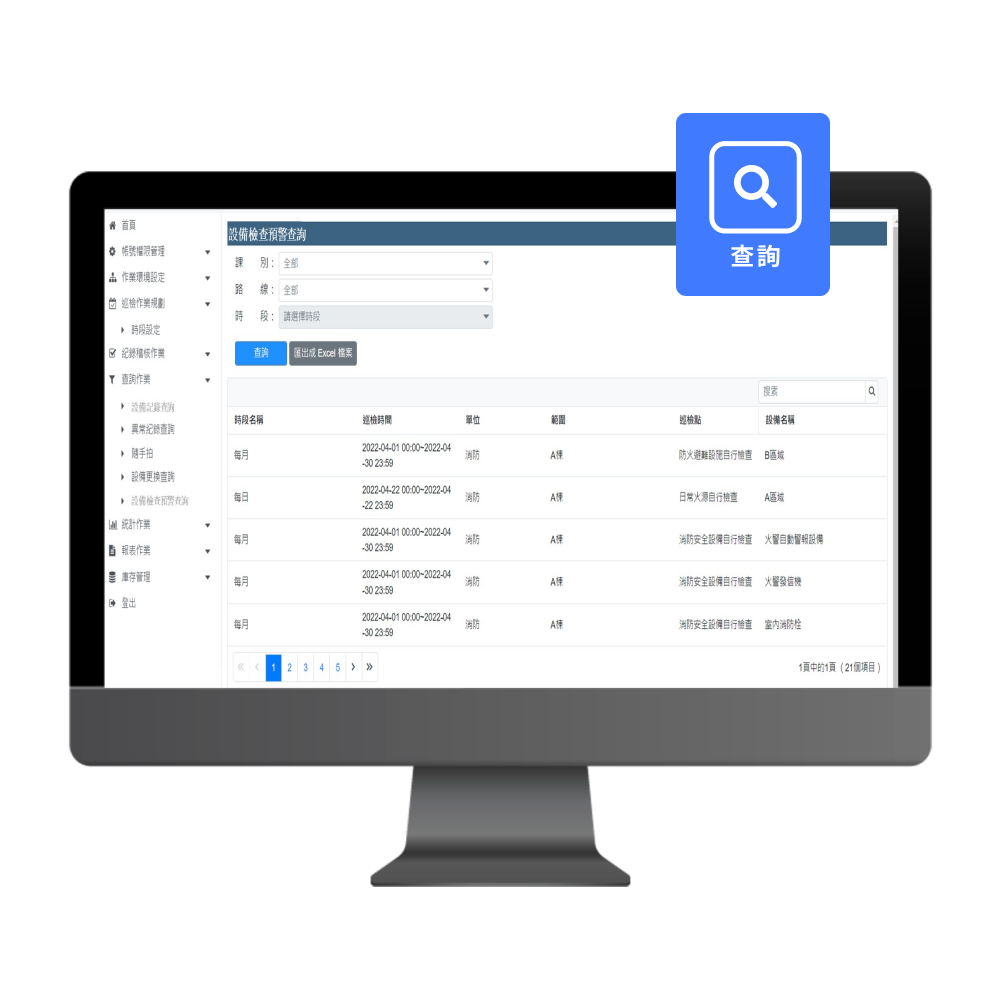 查詢
首頁
帳號權限管理
作業環境設定
巡檢作業規劃
時段設定
紀錄稽核作業
查詢作業
設備記錄查詢
異常紀錄查詢
隨手拍
設備更換查詢
設備檢查預警查詢
統計作業
報表作業
庫存管理
登出
設備檢查預警查詢
課 別： 全部
路 線： 全部
時 段： 請選擇時段
查詢 匯出成 Excel 檔案
搜索
時段名稱 巡檢時間 單位 範圍 巡檢點 設備名稱
每月 2022-04-01 00:00~2022-04-30 23:59 消防 A棟 防火避難設施自行檢查 B區域
每日 2022-04-22 00:00~2022-04-22 23:59 消防 A棟 日常火源自行檢查 A區域
每月 2022-04-01 00:00~2022-04-30 23:59 消防 A棟 消防安全設備自行檢查 火警自動警報設備
每月 2022-04-01 00:00~2022-04-30 23:59 消防 A棟 消防安全設備自行檢查 火警發信機
每月 2022-04-01 00:00~2022-04-30 23:59 消防 A棟 消防安全設備自行檢查 室內消防栓
« ‹ 1 2 3 4 5 › » 1頁中的1頁（21個項目）